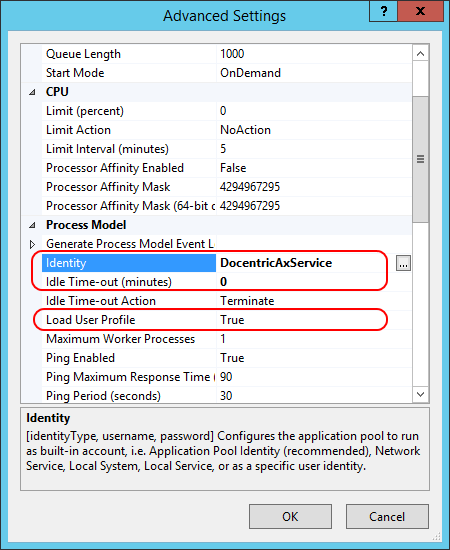 Advanced Settings
? x
Queue Length 1000
Start Mode OnDemand
CPU
Limit (percent) 0
Limit Action NoAction
Limit Interval (minutes) 5
Processor Affinity Enabled False
Processor Affinity Mask 4294967295
Processor Affinity Mask (64-bit o 4294967295
Process Model
Generate Process Model Event L
Identity DocentricAxService ...
Idle Time-out (minutes) 0
Idle Time-out Action Terminate
Load User Profile True
Maximum Worker Processes 1
Ping Enabled True
Ping Maximum Response Time ( 90
Ping Period (seconds) 30
Identity
[identityType, username, password] Configures the application pool to run
as built-in account, i.e. Application Pool Identity (recommended), Network
Service, Local System, Local Service, or as a specific user identity.
OK Cancel